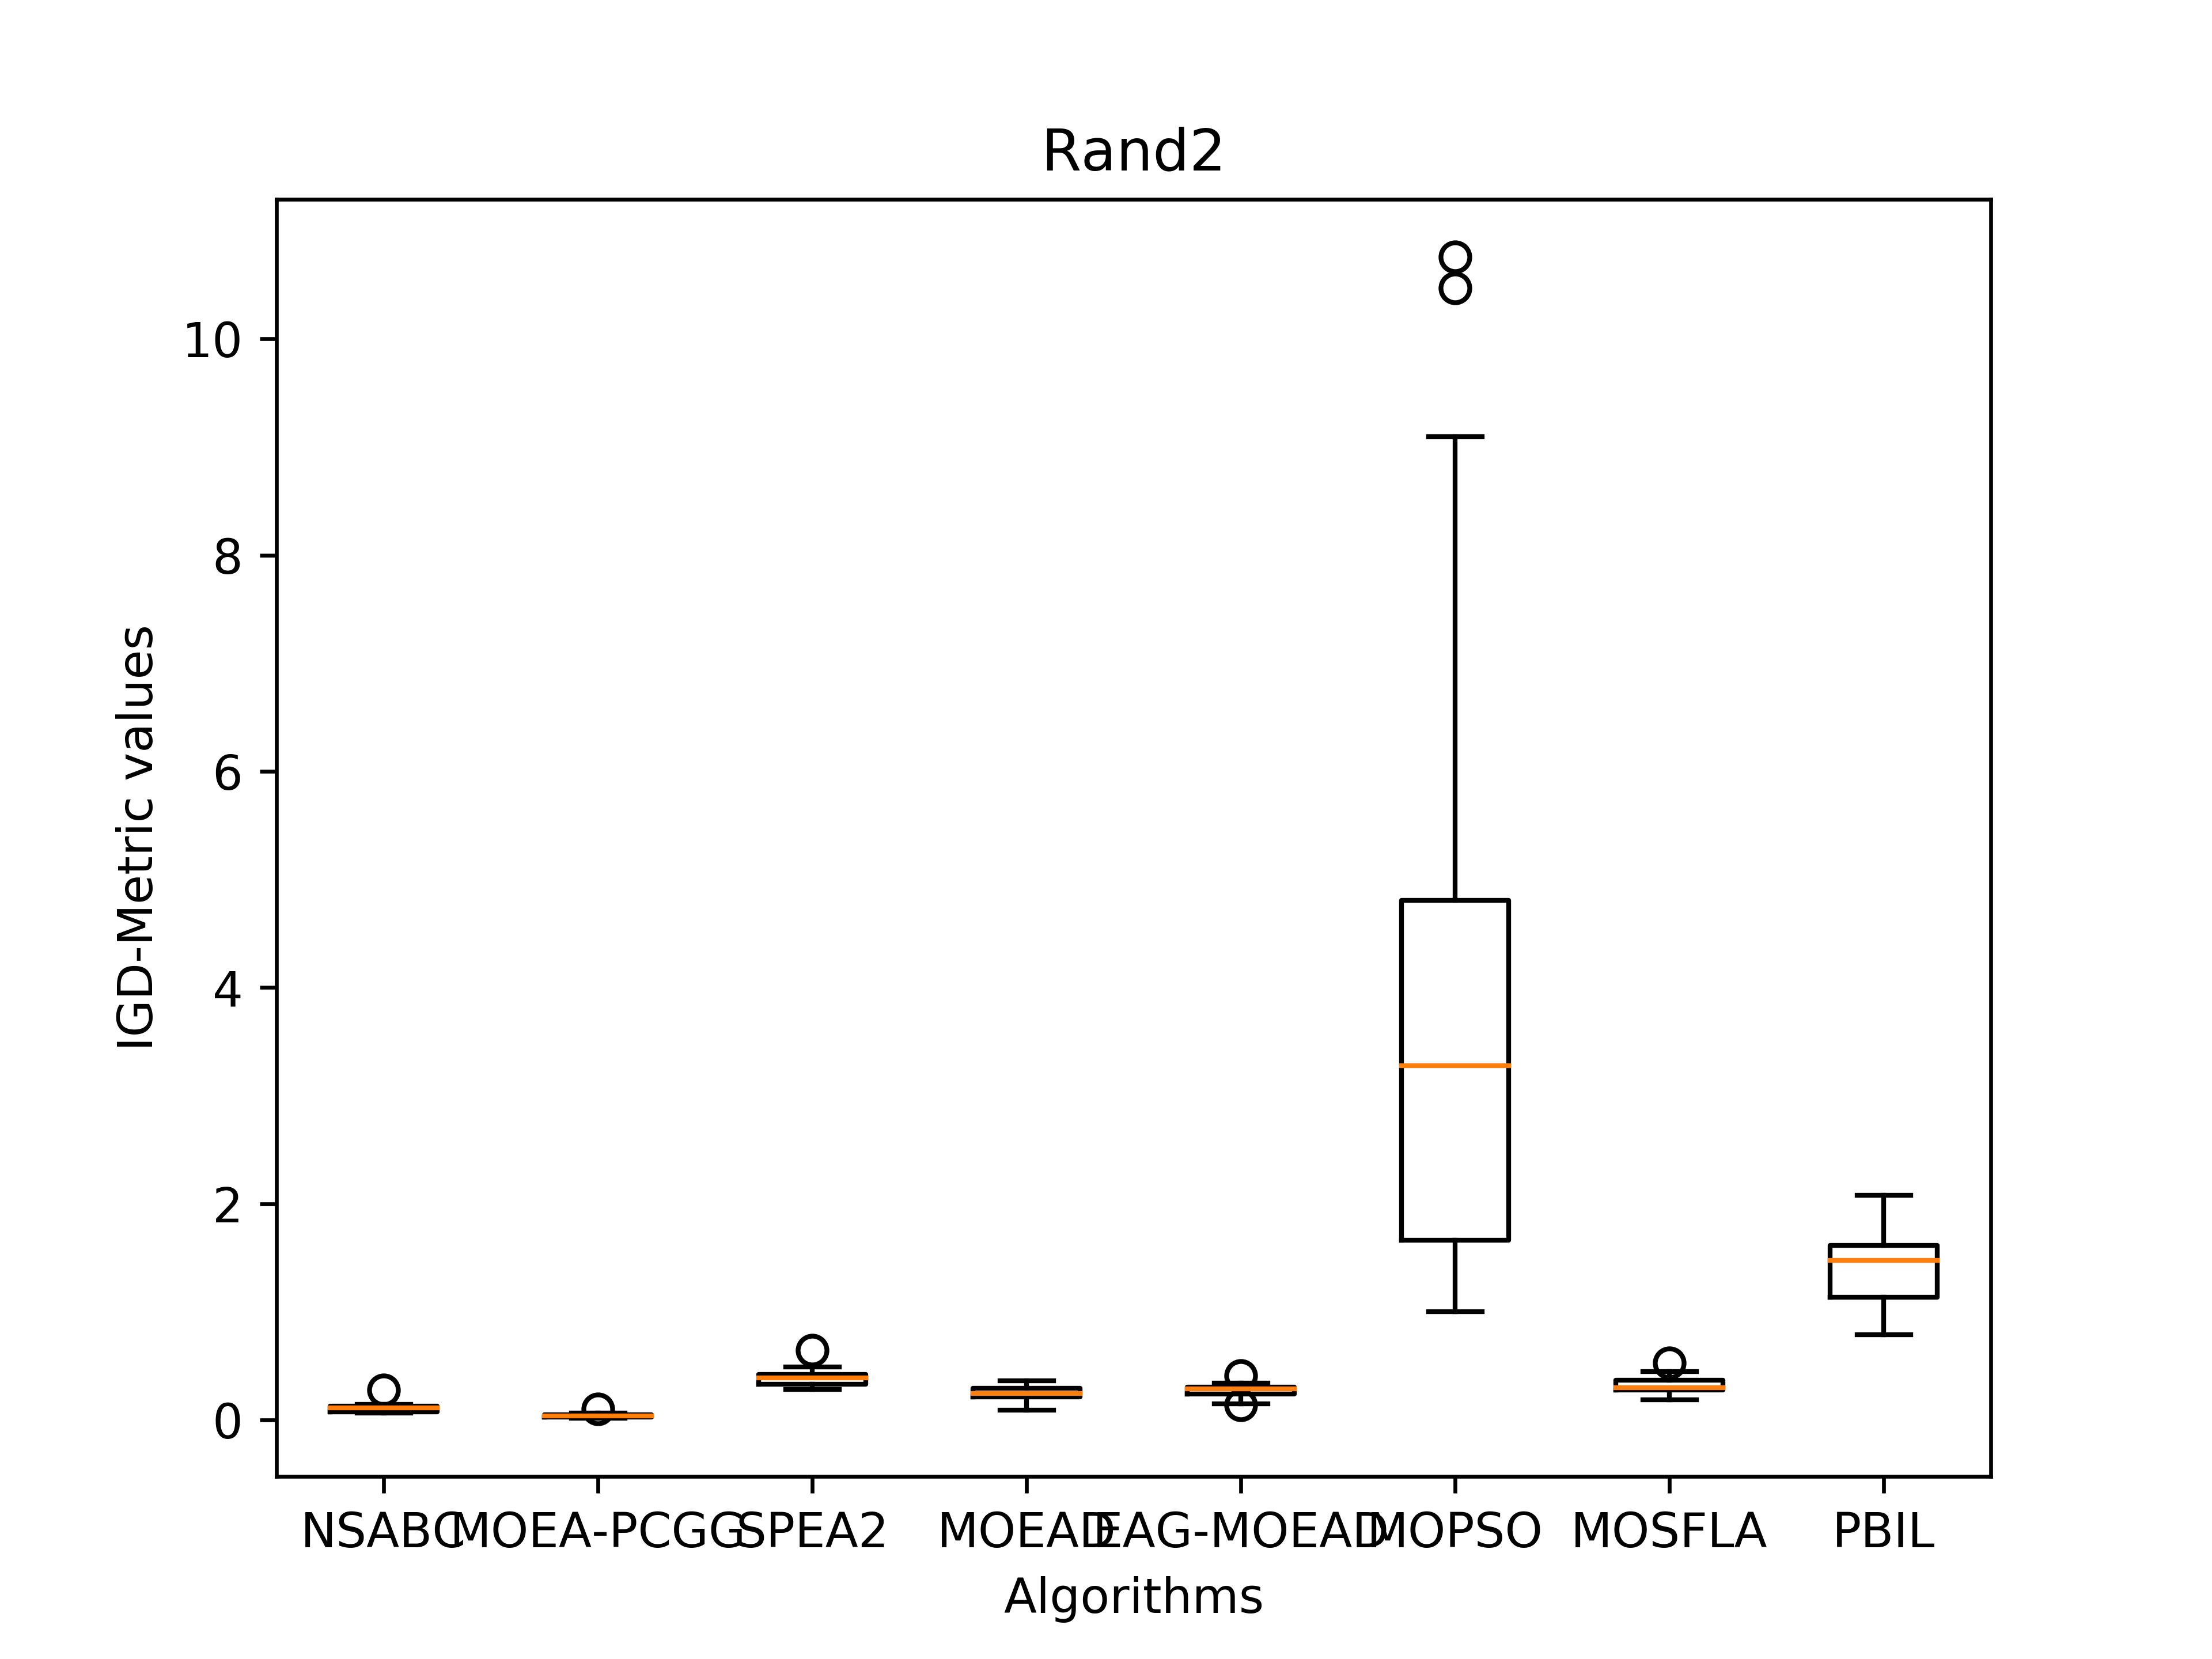 Rand2
IGD-Metric values
10
8
6
4
2
0
NSABC MOEA-PCGG SPEA2 MOEAD EAG-MOEAD MOPSO MOSFLA PBIL
Algorithms